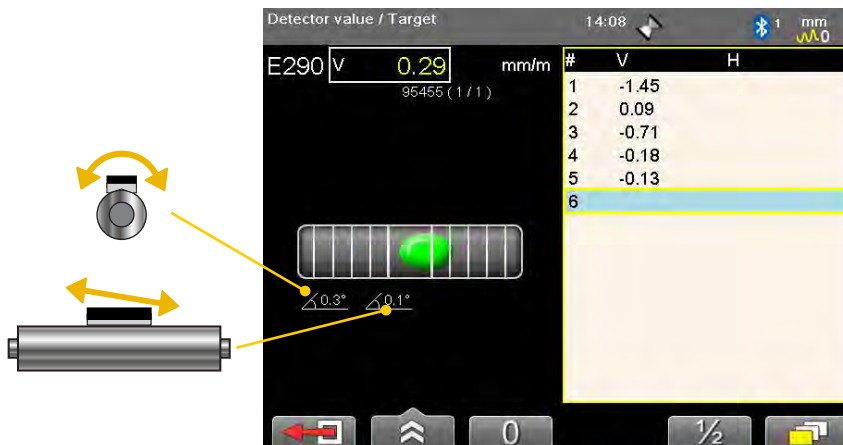 Detector value / Target 14:08 1 mm
0
E290 V 0.29 mm/m
95455 ( 1 / 1 )
# V H
1 -1.45
2 0.09
3 -0.71
4 -0.18
5 -0.13
6
0.3° 0.1°
0 ½